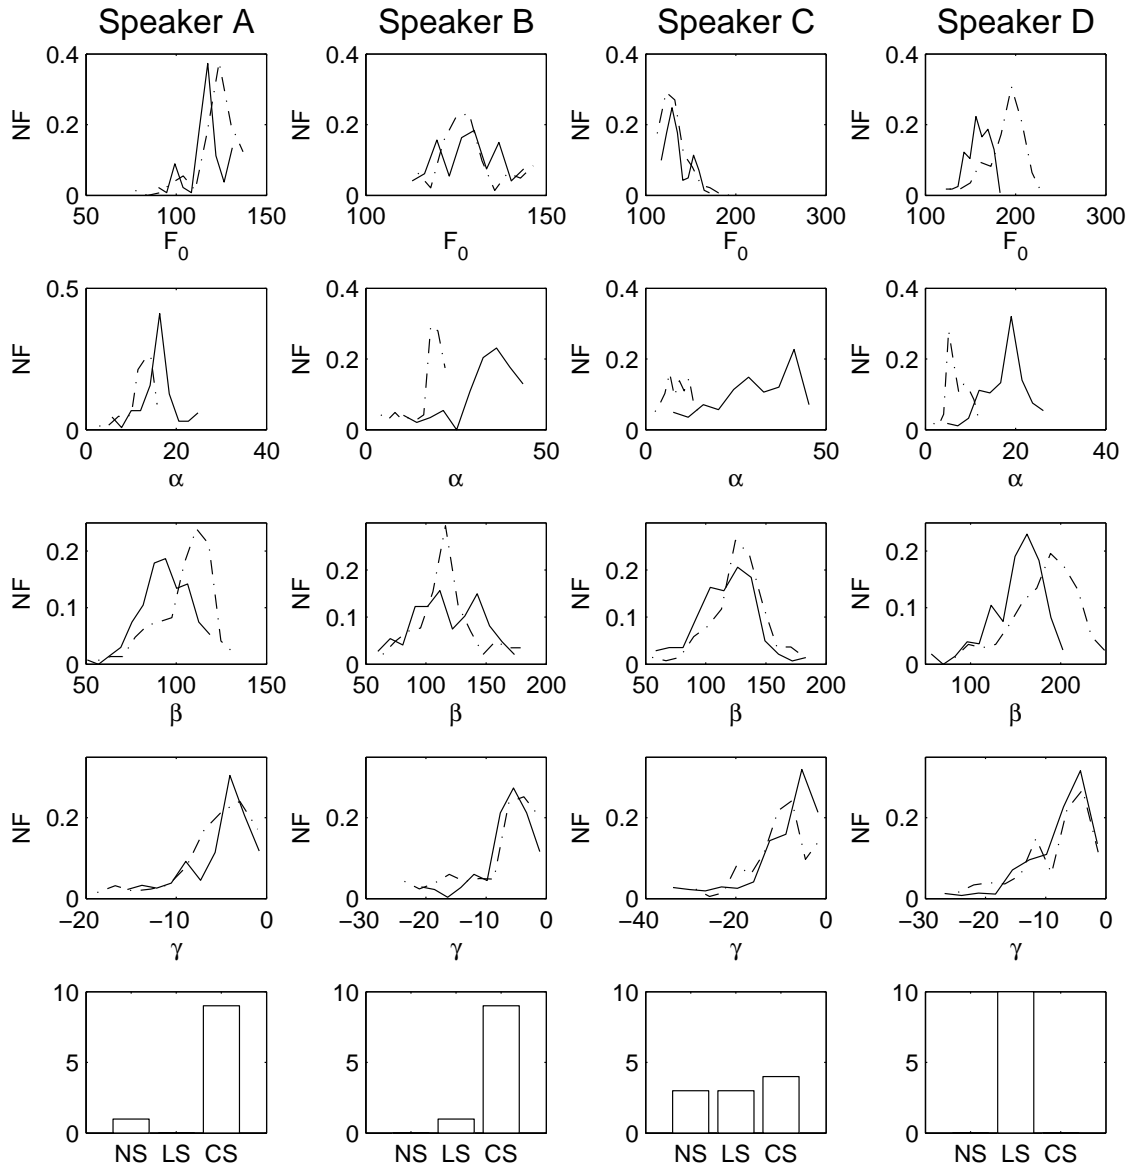 Speaker A Speaker B Speaker C Speaker D
0.4 0.4 0.4 0.4
NF NF NF NF
0.2 0.2 0.2 0.2
0 0 0 0
50 100 150 100 150 100 200 300 100 200 300
F0 F0 F0 F0
0.5 0.4 0.4 0.4
NF NF NF NF
0.2 0.2 0.2
0 0 0 0
0 20 40 0 50 0 50 0 20 40
α α α α
0.2 0.2 0.2 0.2
NF NF NF NF
0.1 0.1 0.1 0.1
0 0 0 0
50 100 150 50 100 150 200 50 100 150 200 100 200
β β β β
NF NF NF NF
0.2 0.2 0.2 0.2
0 0 0 0
−20 −10 0 −30 −20 −10 0 −40 −20 0 −30 −20 −10 0
γ γ γ γ
10 10 10 10
5 5 5 5
0 0 0 0
NS LS CS NS LS CS NS LS CS NS LS CS